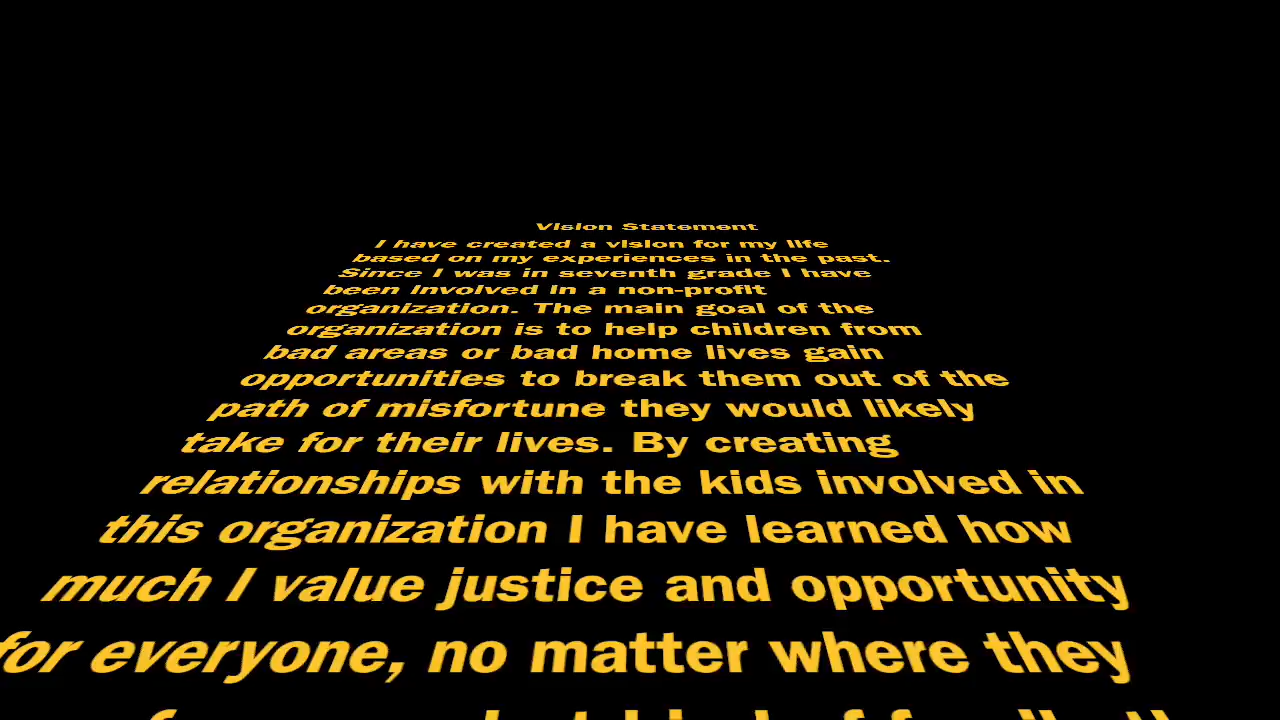 Vision Statement
I have created a vision for my life
based on my experiences in the past.
Since I was in seventh grade I have
been involved in a non-profit
organization. The main goal of the
organization is to help children from
bad areas or bad home lives gain
opportunities to break them out of the
path of misfortune they would likely
take for their lives. By creating
relationships with the kids involved in
this organization I have learned how
much I value justice and opportunity
for everyone, no matter where they